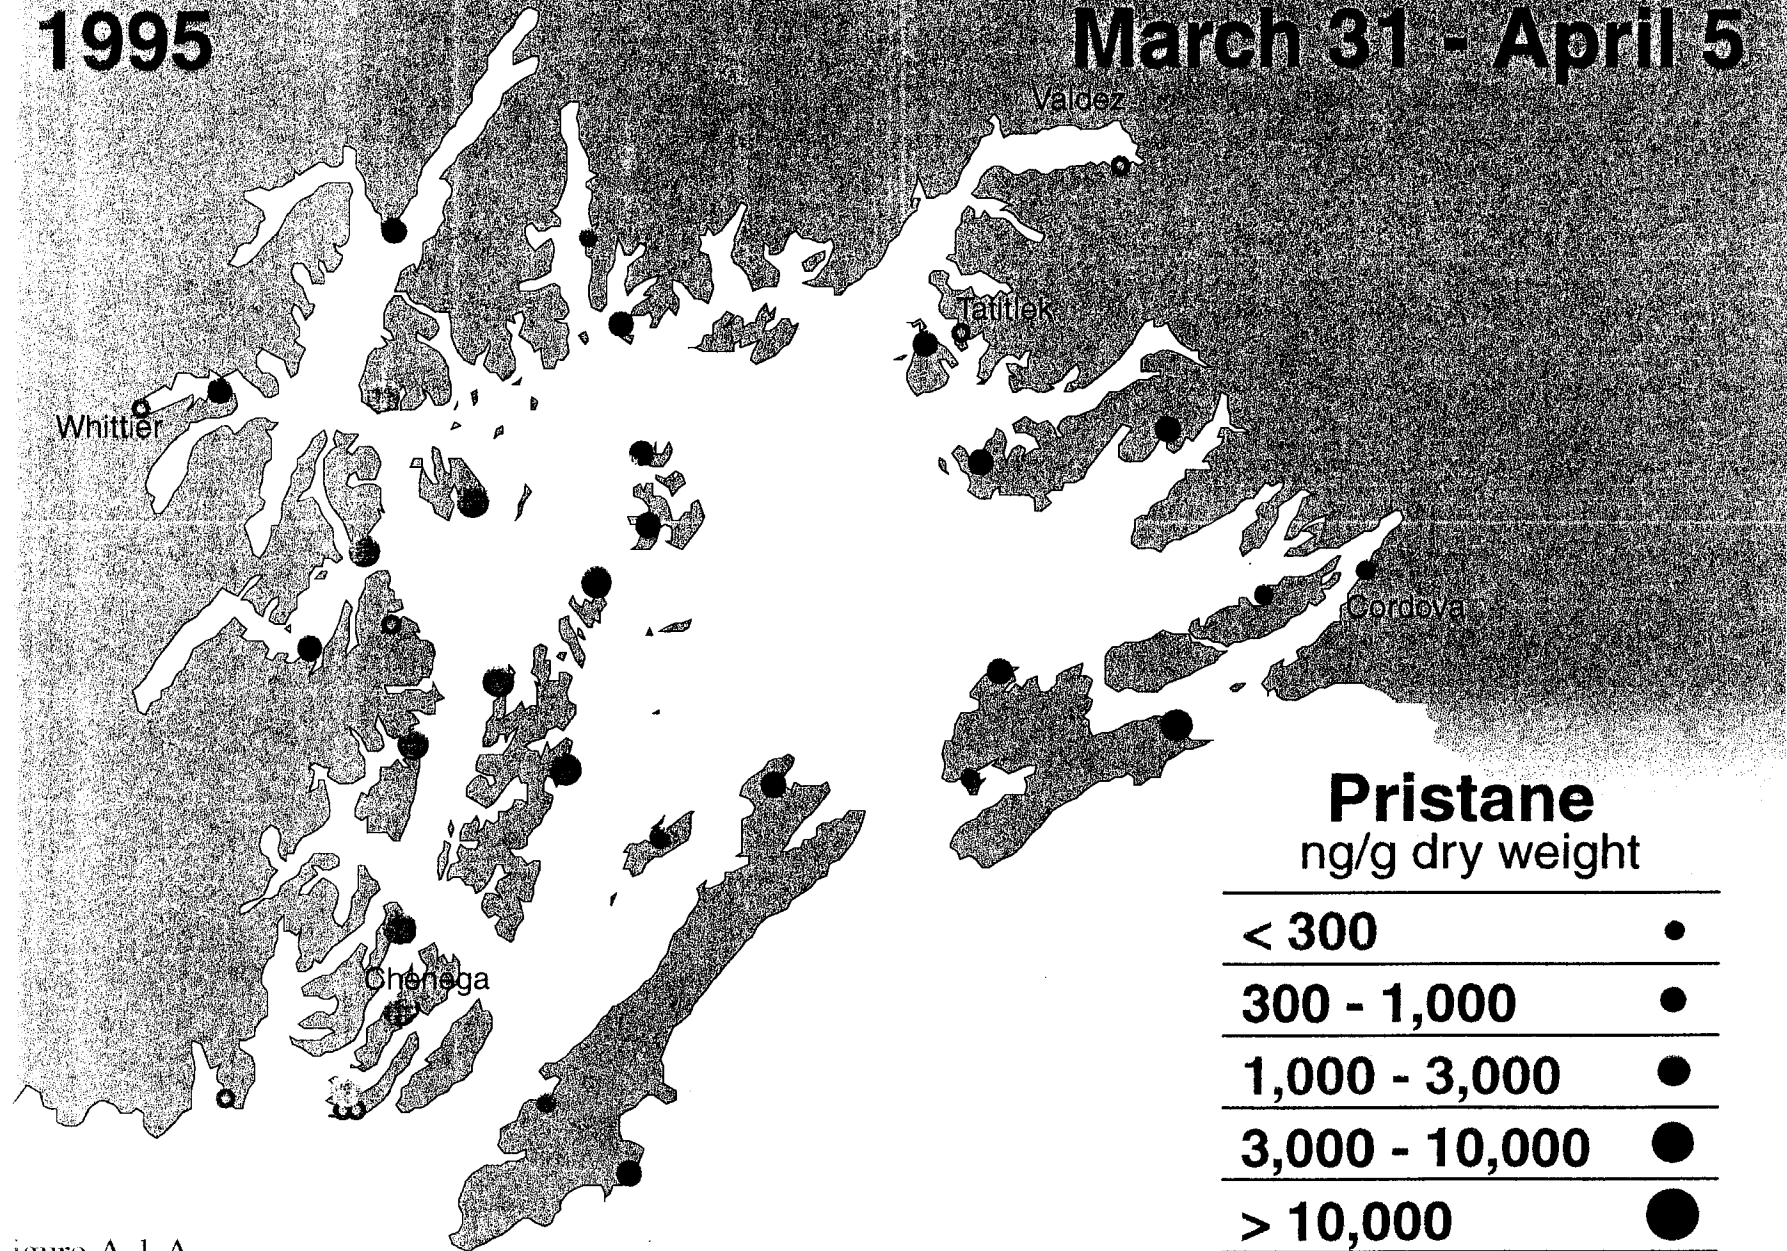 1995
March 31 - April 5
Valdez
Tatitlek
Whittier
Cordova
Chenega
Pristane
ng/g dry weight
< 300
300 - 1,000
1,000 - 3,000
3,000 - 10,000
> 10,000